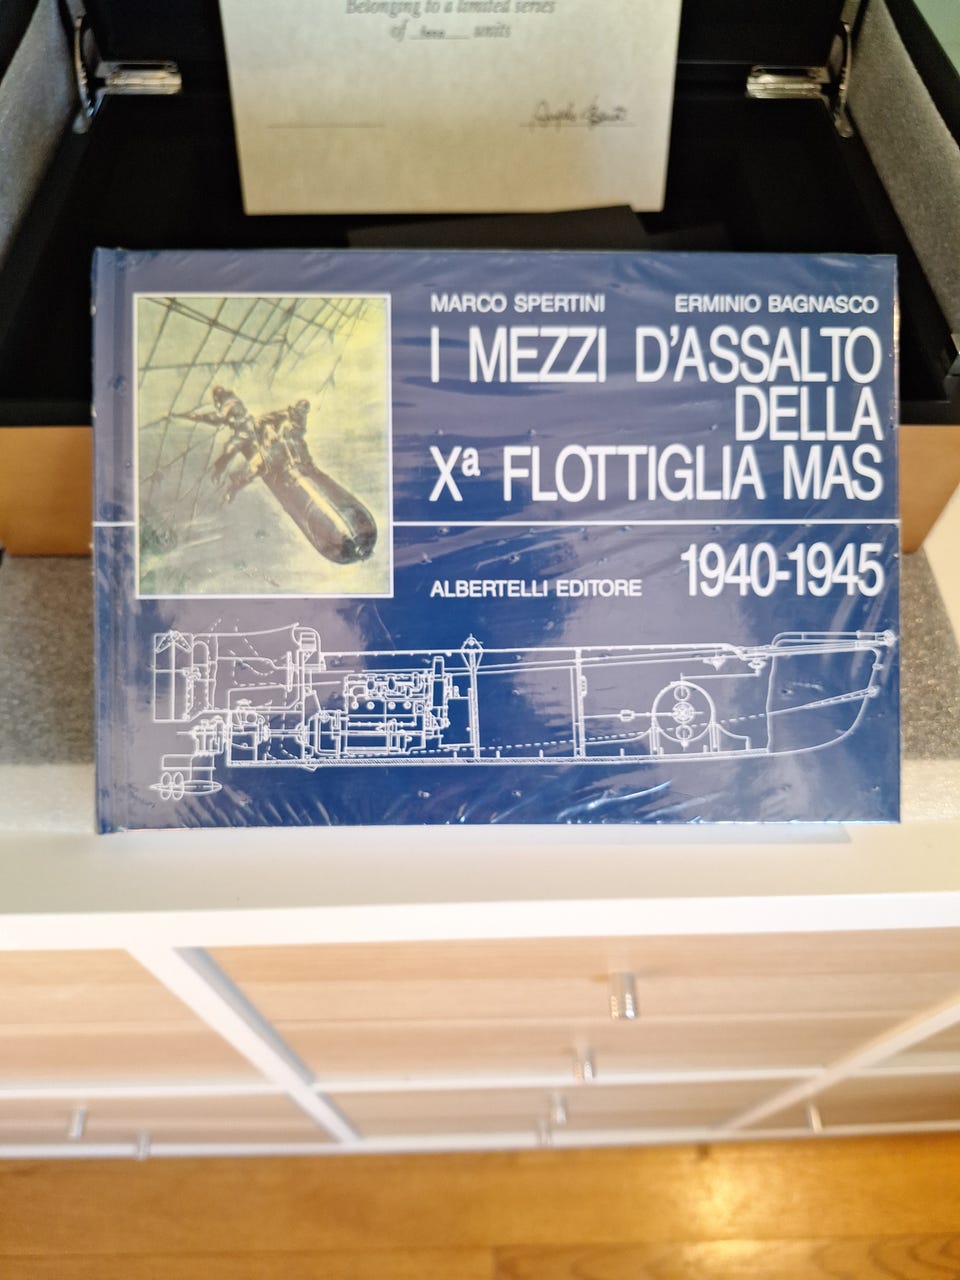 Belonging to a limited series
of units
MARCO SPERTINI ERMINIO BAGNASCO
I MEZZI D'ASSALTO
DELLA
Xª FLOTTIGLIA MAS
ALBERTELLI EDITORE 1940-1945